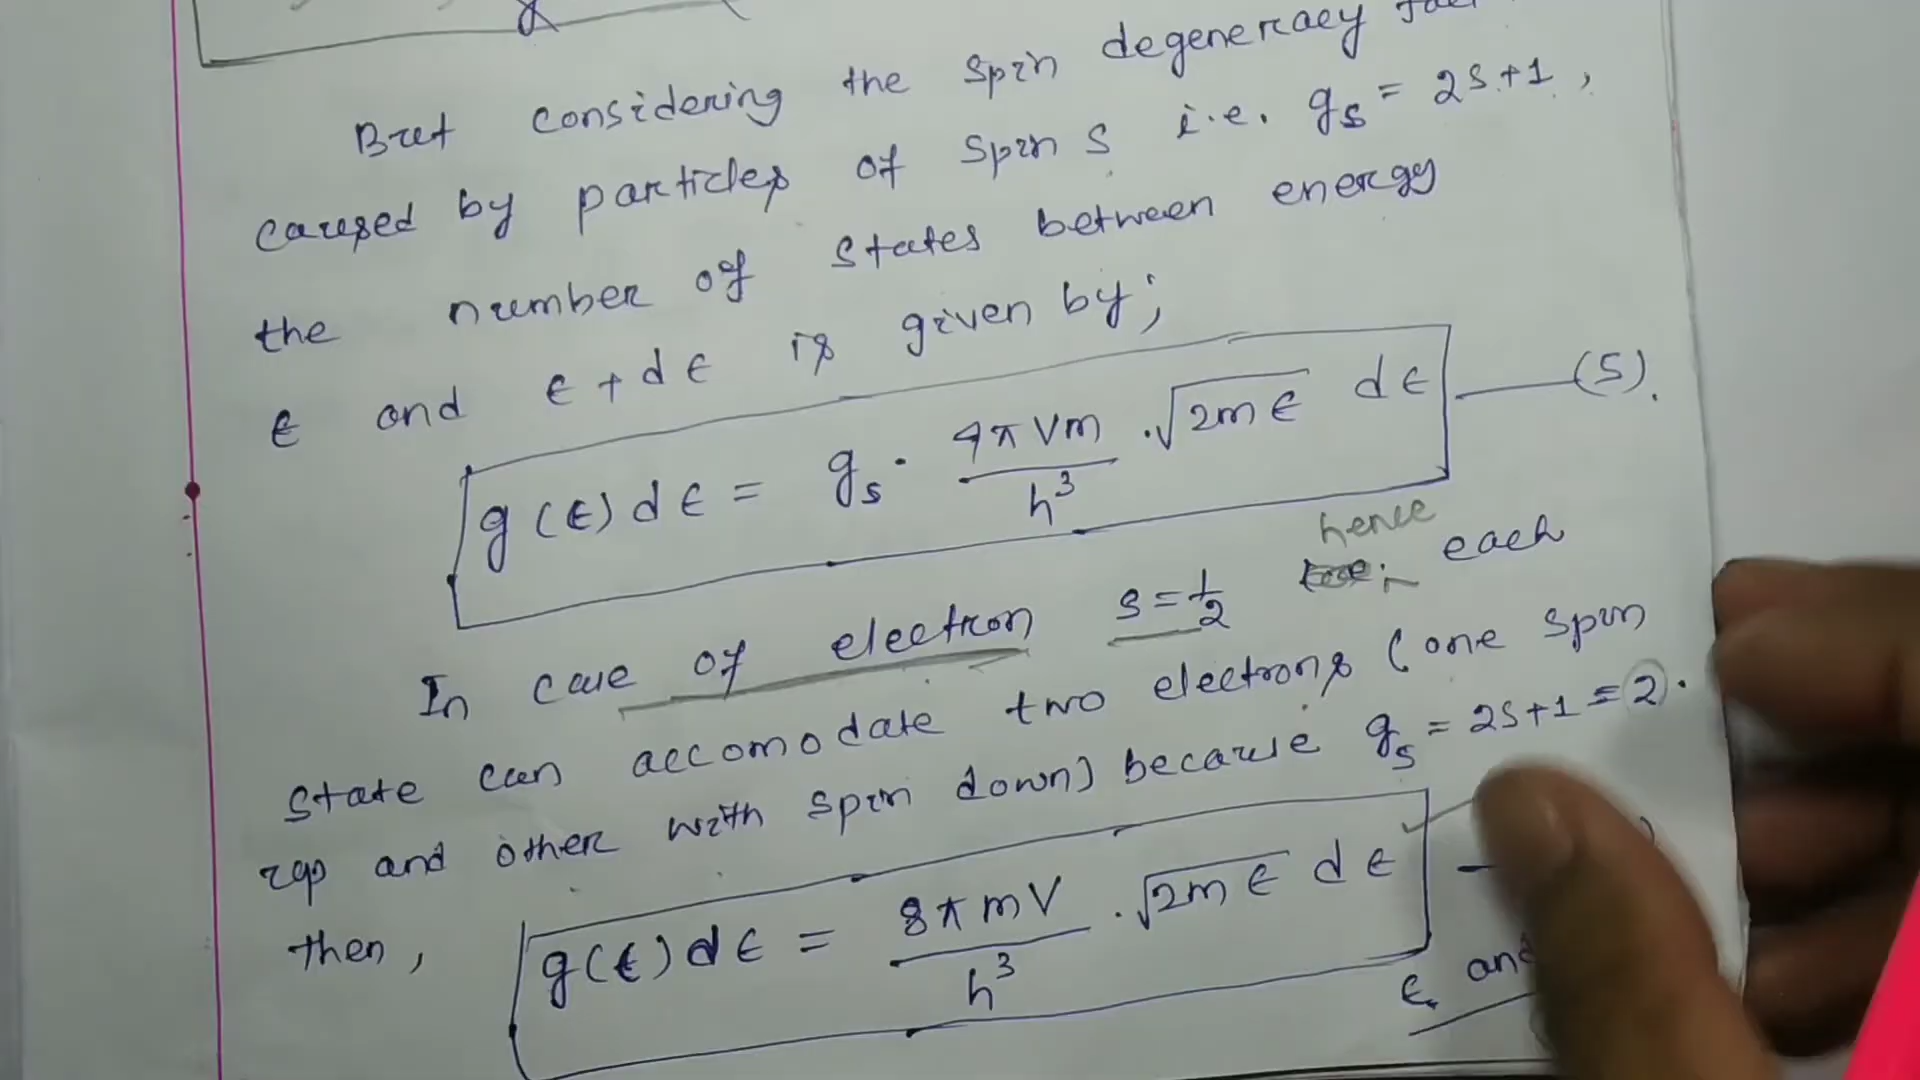 But considering the spin degeneracy
caused by particles of spin s i.e. gₛ = 2s+1,
the number of states between energy
ϵ and ϵ + dϵ is given by;
g(ϵ) dϵ = gₛ · 4π Vm / h³ · √2mϵ dϵ —— (5).
hence
In case of electron s = 1/2 each
state can accomodate two electrons (one spin
up and other with spin down) because gₛ = 2s+1 = 2.
then, g(ϵ) dϵ = 8π mV / h³ · √2mϵ dϵ —
ϵ and